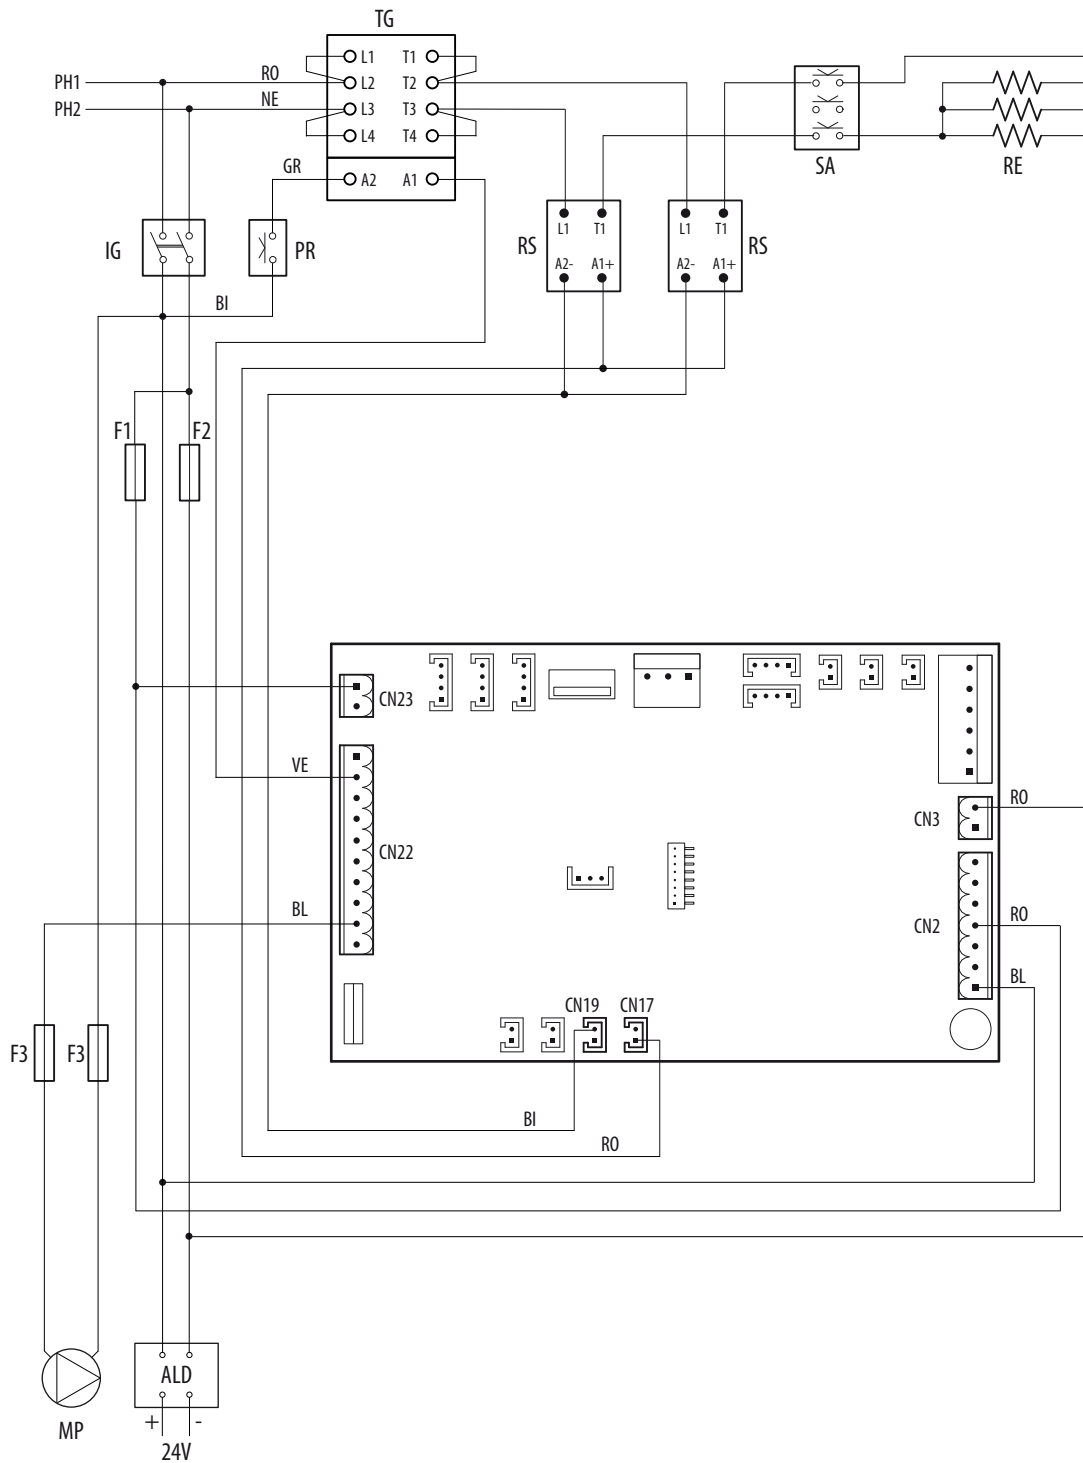 TG
L1 T1
PH1 RO L2 T2
PH2 NE L3 T3
L4 T4
SA RE
GR A2 A1
IG PR
RS L1 T1 L1 T1 RS
A2- A1+ A2- A1+
BI
F1 F2
CN23
VE
CN22
BL
CN3 RO
CN2 RO
BL
CN19 CN17
F3 F3
BI
RO
ALD
+ -
MP
24V